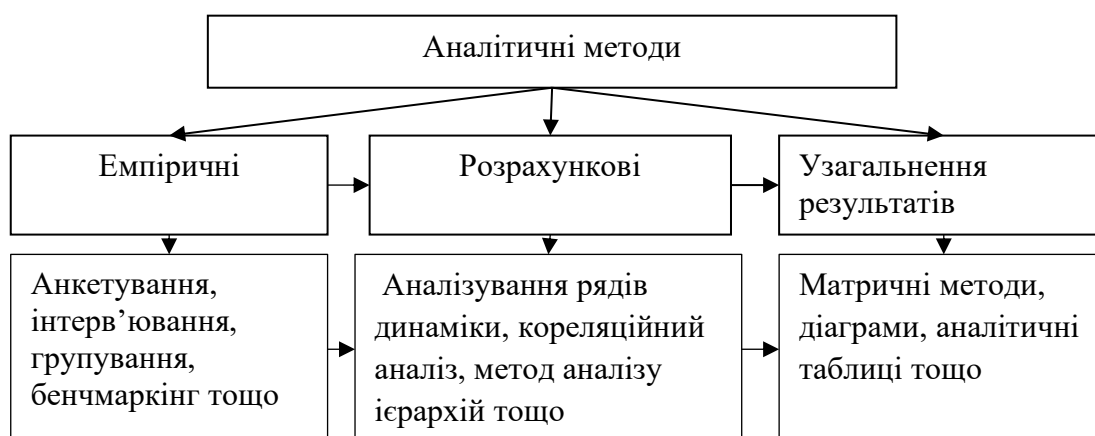 Аналітичні методи
Емпіричні
Розрахункові
Узагальнення
результатів
Анкетування,
інтерв’ювання,
групування,
бенчмаркінг тощо
Аналізування рядів
динаміки, кореляційний
аналіз, метод аналізу
ієрархій тощо
Матричні методи,
діаграми, аналітичні
таблиці тощо